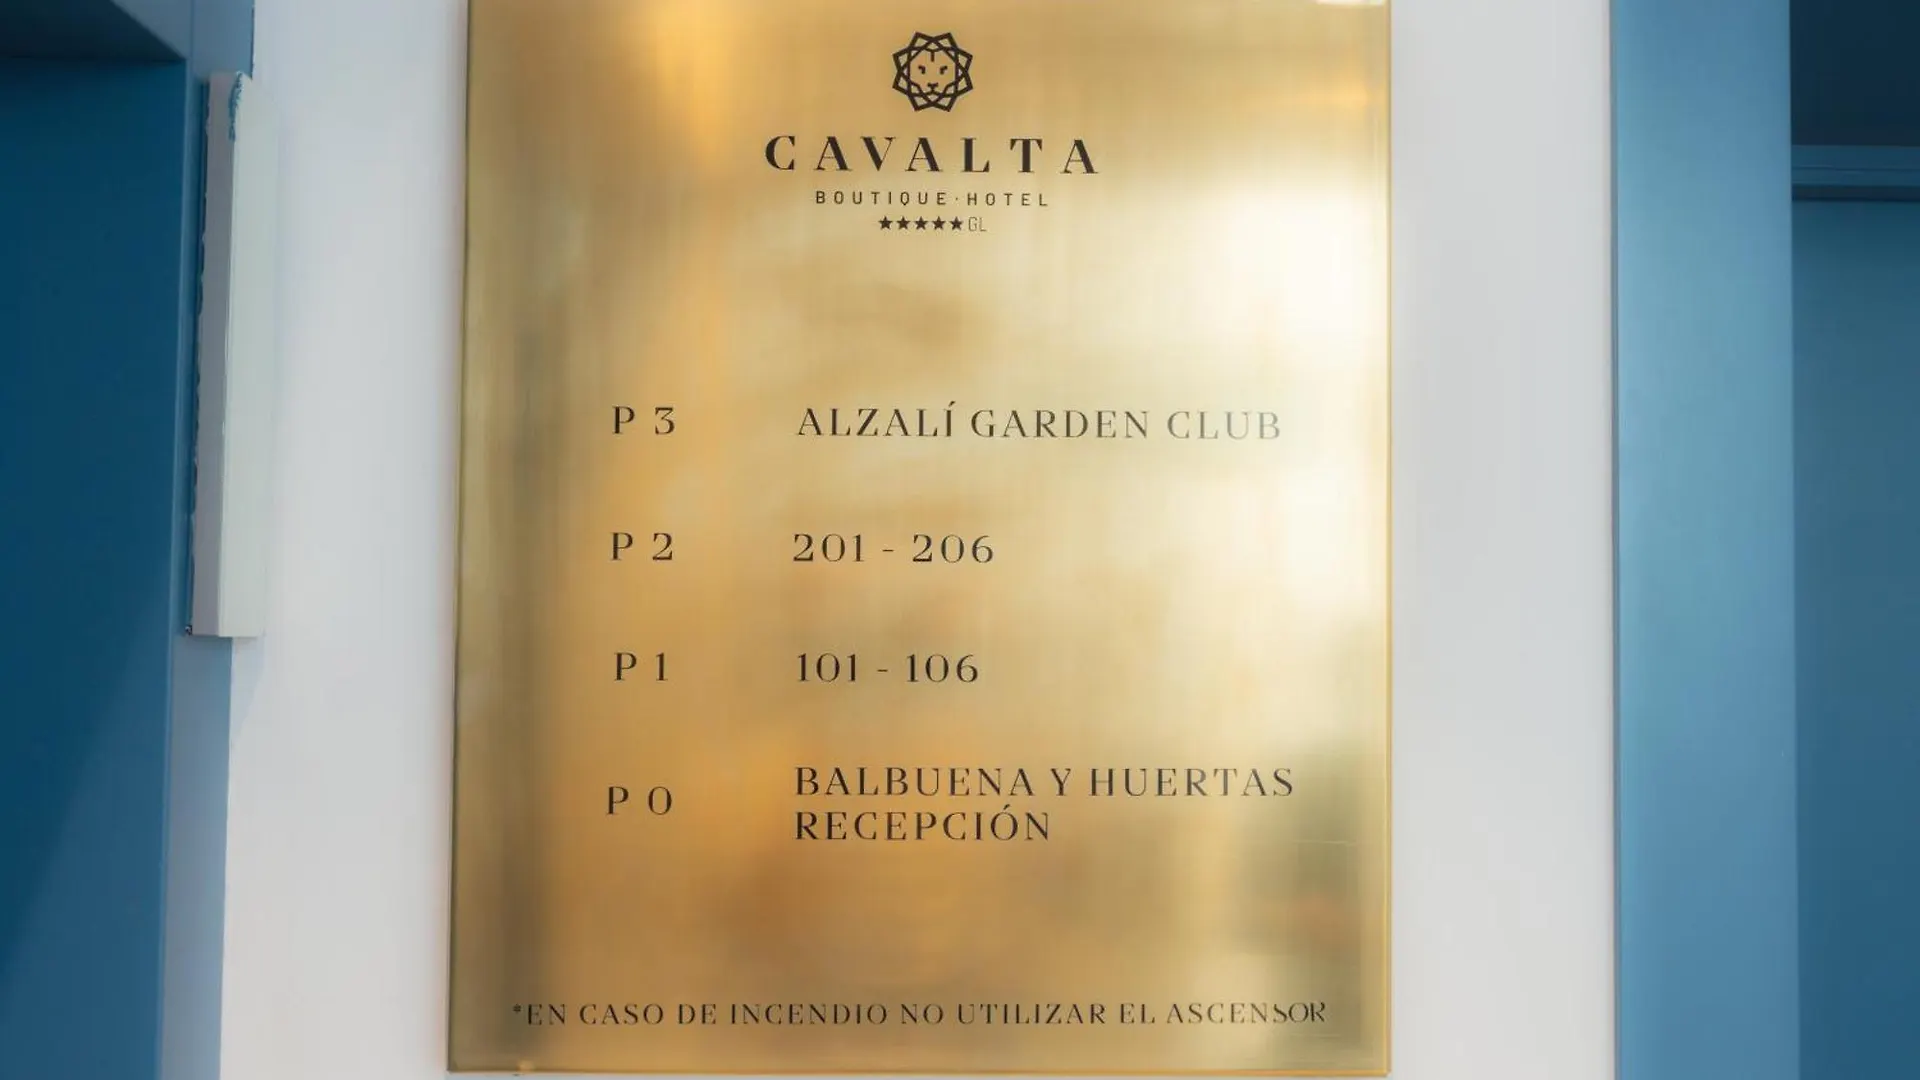 CAVALTA
BOUTIQUE·HOTEL
★★★★★GL
P 3 ALZALÍ GARDEN CLUB
P 2 201 - 206
P 1 101 - 106
P 0 BALBUENA Y HUERTAS
RECEPCIÓN
*EN CASO DE INCENDIO NO UTILIZAR EL ASCENSOR